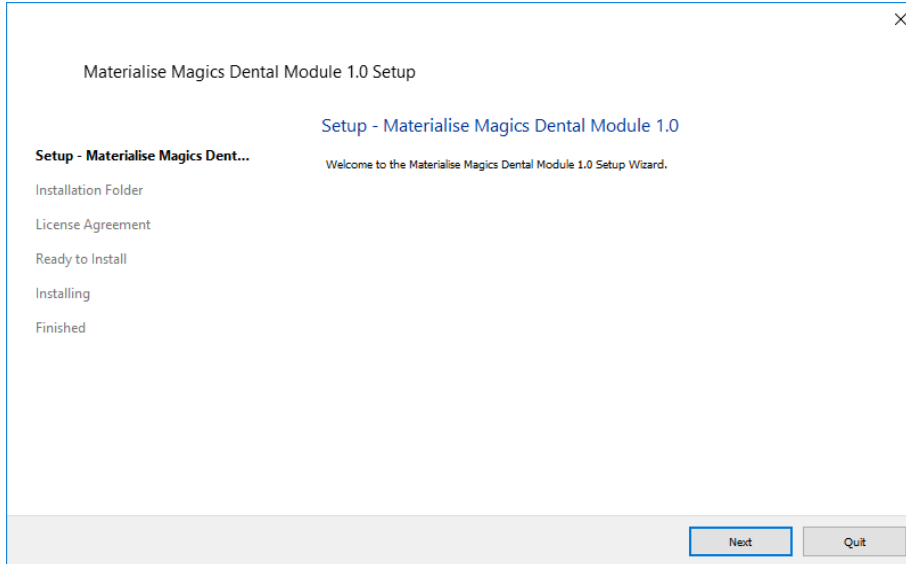 Materialise Magics Dental Module 1.0 Setup
Setup - Materialise Magics Dental Module 1.0
Setup - Materialise Magics Dent...
Welcome to the Materialise Magics Dental Module 1.0 Setup Wizard.
Installation Folder
License Agreement
Ready to Install
Installing
Finished
Next
Quit